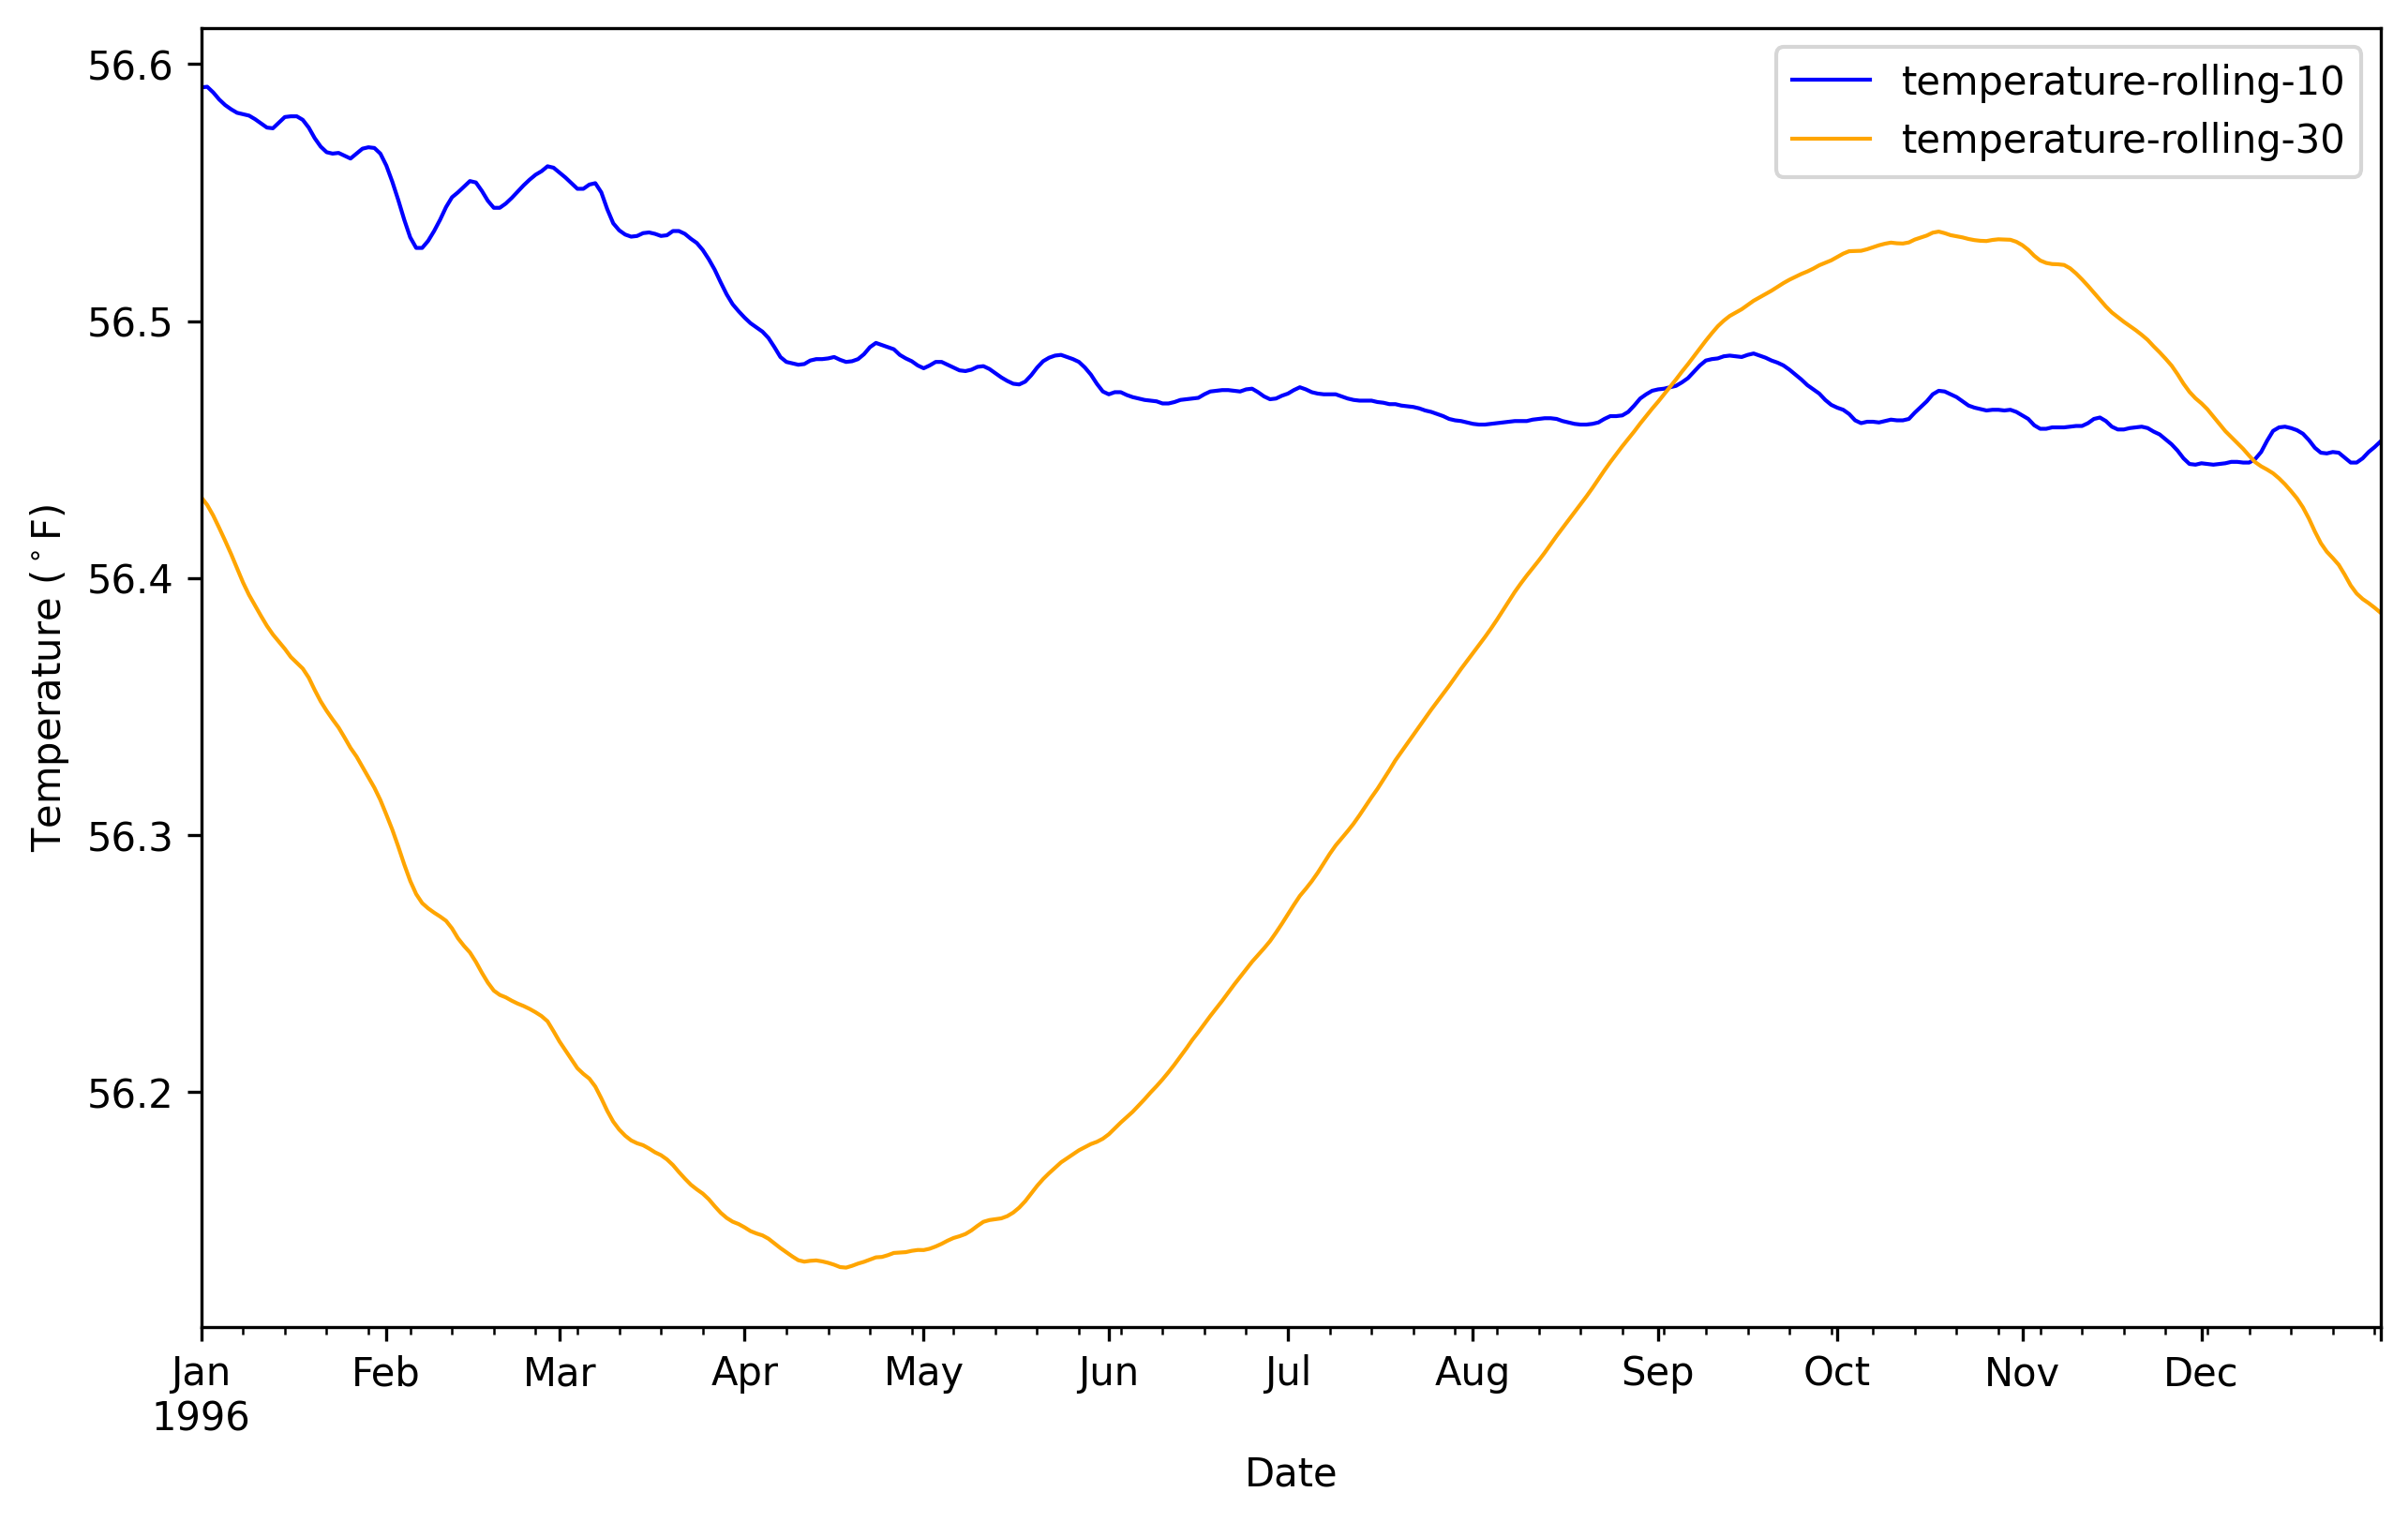 temperature-rolling-10
temperature-rolling-30
Temperature (°F)
56.6
56.5
56.4
56.3
56.2
Jan Feb Mar Apr May Jun Jul Aug Sep Oct Nov Dec
1996
Date